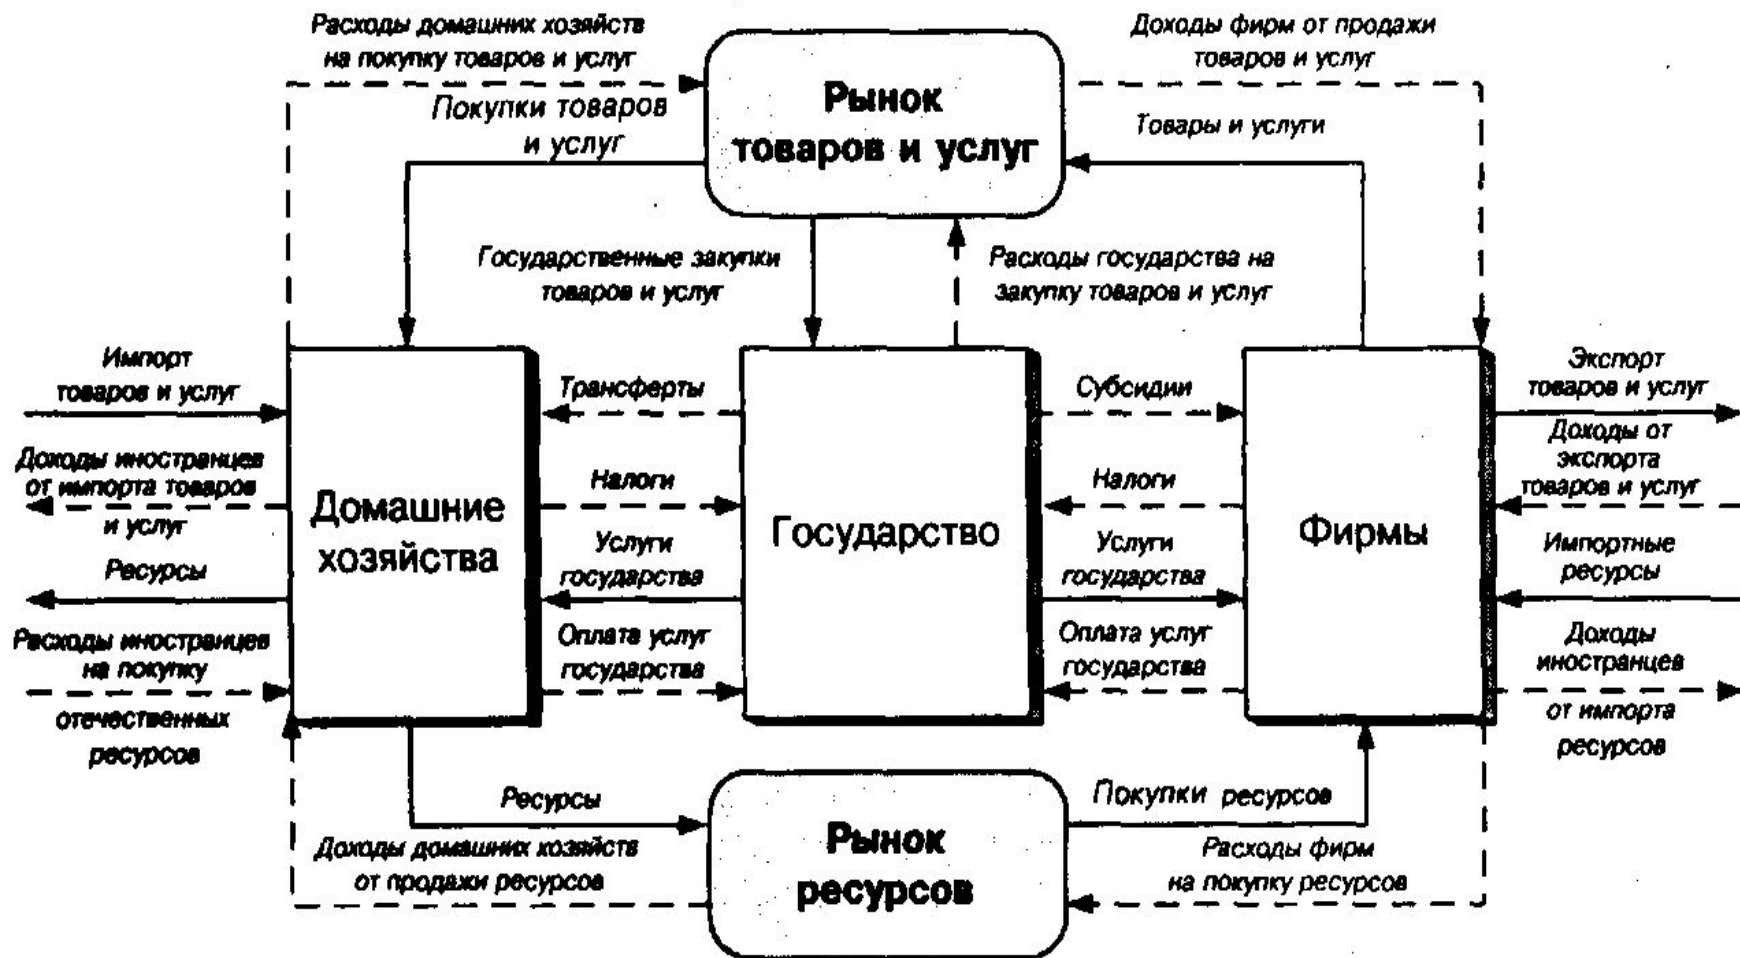 Расходы домашних хозяйств
на покупку товаров и услуг
Доходы фирм от продажи
товаров и услуг
Рынок
товаров и услуг
Покупки товаров
и услуг
Товары и услуги
Государственные закупки
товаров и услуг
Расходы государства на
закупку товаров и услуг
Импорт
товаров и услуг
Доходы иностранцев
от импорта товаров
и услуг
Ресурсы
Расходы иностранцев
на покупку
отечественных
ресурсов
Домашние
хозяйства
Трансферты
Налоги
Услуги
государства
Оплата услуг
государства
Государство
Субсидии
Налоги
Услуги
государства
Оплата услуг
государства
Фирмы
Экспорт
товаров и услуг
Доходы от
экспорта
товаров и услуг
Импортные
ресурсы
Доходы
иностранцев
от импорта
ресурсов
Ресурсы
Доходы домашних хозяйств
от продажи ресурсов
Рынок
ресурсов
Покупки ресурсов
Расходы фирм
на покупку ресурсов